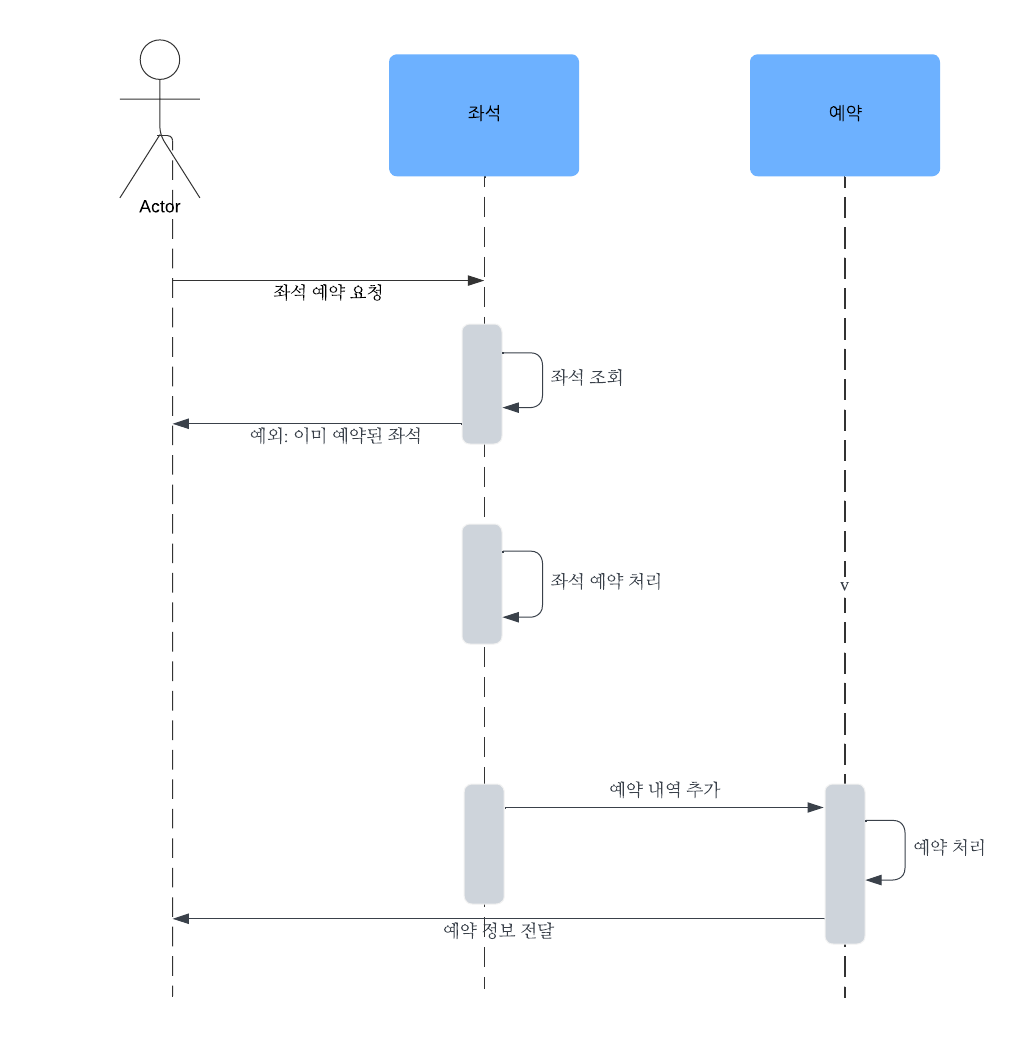 좌석
예약
Actor
좌석 예약 요청
좌석 조회
예외: 이미 예약된 좌석
좌석 예약 처리
v
예약 내역 추가
예약 처리
예약 정보 전달